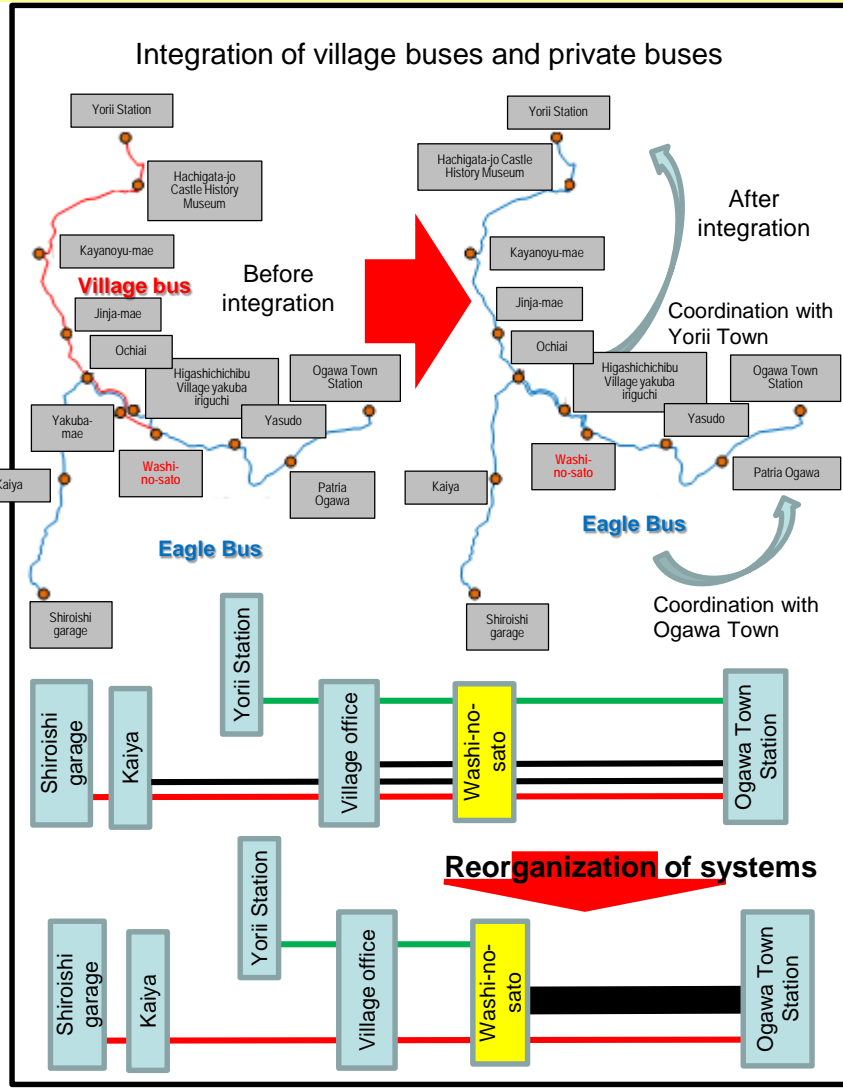 Integration of village buses and private buses
Yorii Station
Hachigata-jo
Castle History
Museum
Kayanoyu-mae
Village bus
Before
integration
Jinja-mae
Ochiai
Higashichichibu
Village yakuba
iriguchi
Ogawa Town
Station
Yakuba-
mae
Yasudo
Washi-
no-sato
Patria
Ogawa
Kaiya
Eagle Bus
Shiroishi
garage
Yorii Station
Hachigata-jo
Castle History
Museum
After
integration
Kayanoyu-mae
Jinja-mae
Coordination with
Yorii Town
Ochiai
Higashichichibu
Village yakuba
iriguchi
Ogawa Town
Station
Yasudo
Washi-
no-sato
Patria Ogawa
Kaiya
Eagle Bus
Coordination with
Ogawa Town
Shiroishi
garage
Shiroishi
garage
Kaiya
Yorii Station
Village office
Washi-no-
sato
Ogawa Town
Station
Reorganization of systems
Shiroishi
garage
Kaiya
Yorii Station
Village office
Washi-no-
sato
Ogawa Town
Station